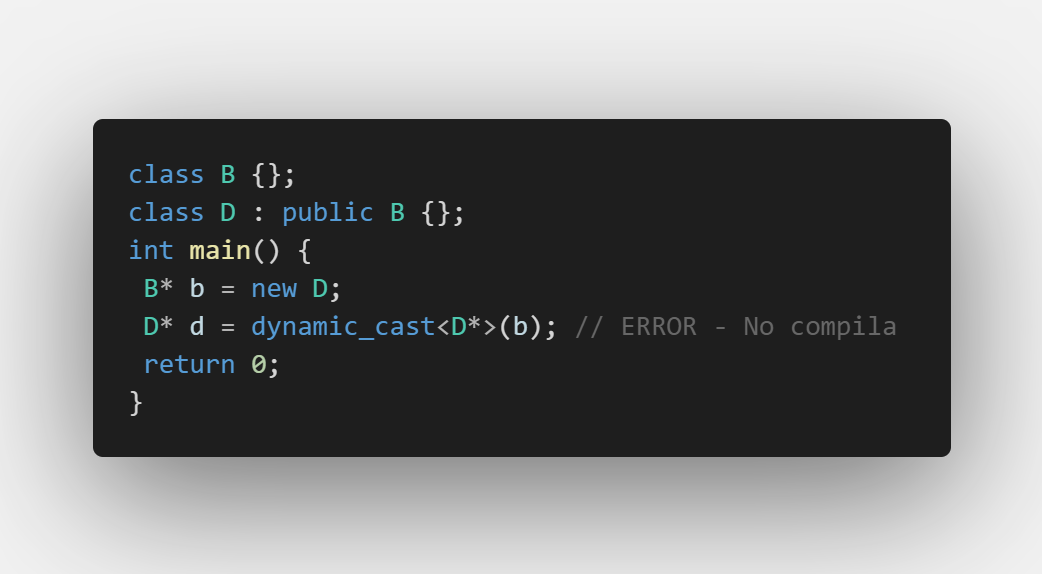 class B {};
class D : public B {};
int main() {
 B* b = new D;
 D* d = dynamic_cast<D*>(b); // ERROR - No compila
 return 0;
}